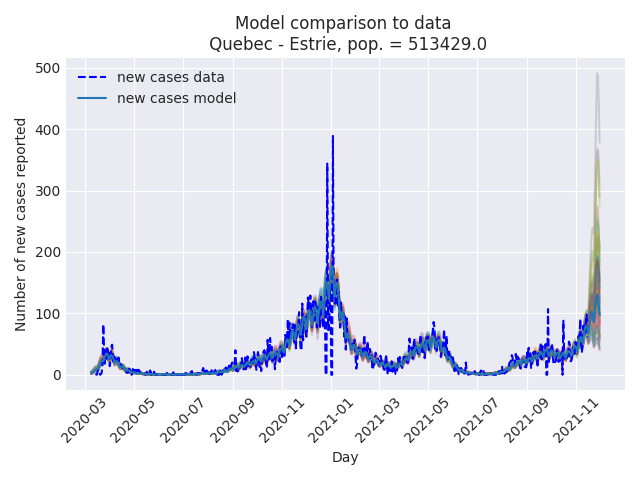 Model comparison to data
Quebec - Estrie, pop. = 513429.0
new cases data
new cases model
Number of new cases reported
500
400
300
200
100
0
2020-03
2020-05
2020-07
2020-09
2020-11
2021-01
2021-03
2021-05
2021-07
2021-09
2021-11
Day